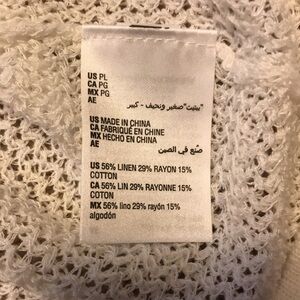 US PL
CA PG
MX PG
AE
"بيتيت" صغير ونحيف - كبير
US MADE IN CHINA
CA FABRIQUÉ EN CHINE
MX HECHO EN CHINA
AE
صُنع في الصين
US 56% LINEN 29% RAYON 15%
COTTON
CA 56% LIN 29% RAYONNE 15%
COTON
MX 56% lino 29% rayón 15%
algodón